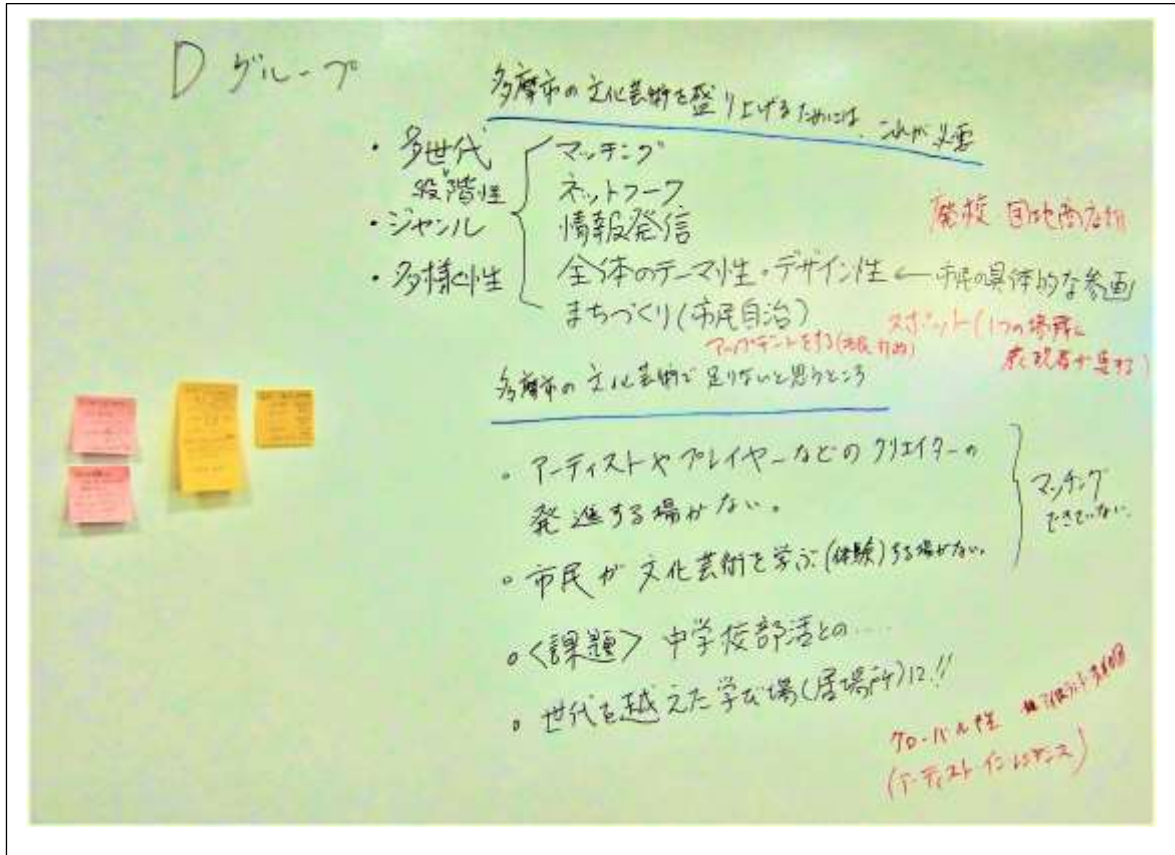 Dグループ
多摩市の文化芸術を盛り上げるためには、これが必要
・多世代
段階性
・ジャンル
・多様性
マッチング
ネットワーク
情報発信
全体のテーマ性・デザイン性 ← 市民の具体的な参画
まちづくり(市民自治)
廃校 団地商店街
スポット(1つの場所に
表現者が集まる)
アップデートをする
多摩市の文化芸術で足りないと思うところ
。アーティストやプレイヤーなどのクリエイターの
発進する場がない。
。市民が文化芸術を学ぶ(体験)する場がない。
マッチング
できていない。
。〈課題〉 中学校部活との……
。世代を越えた学び場(居場所)に!!
グローバル性
(アーティストインレジデンス)